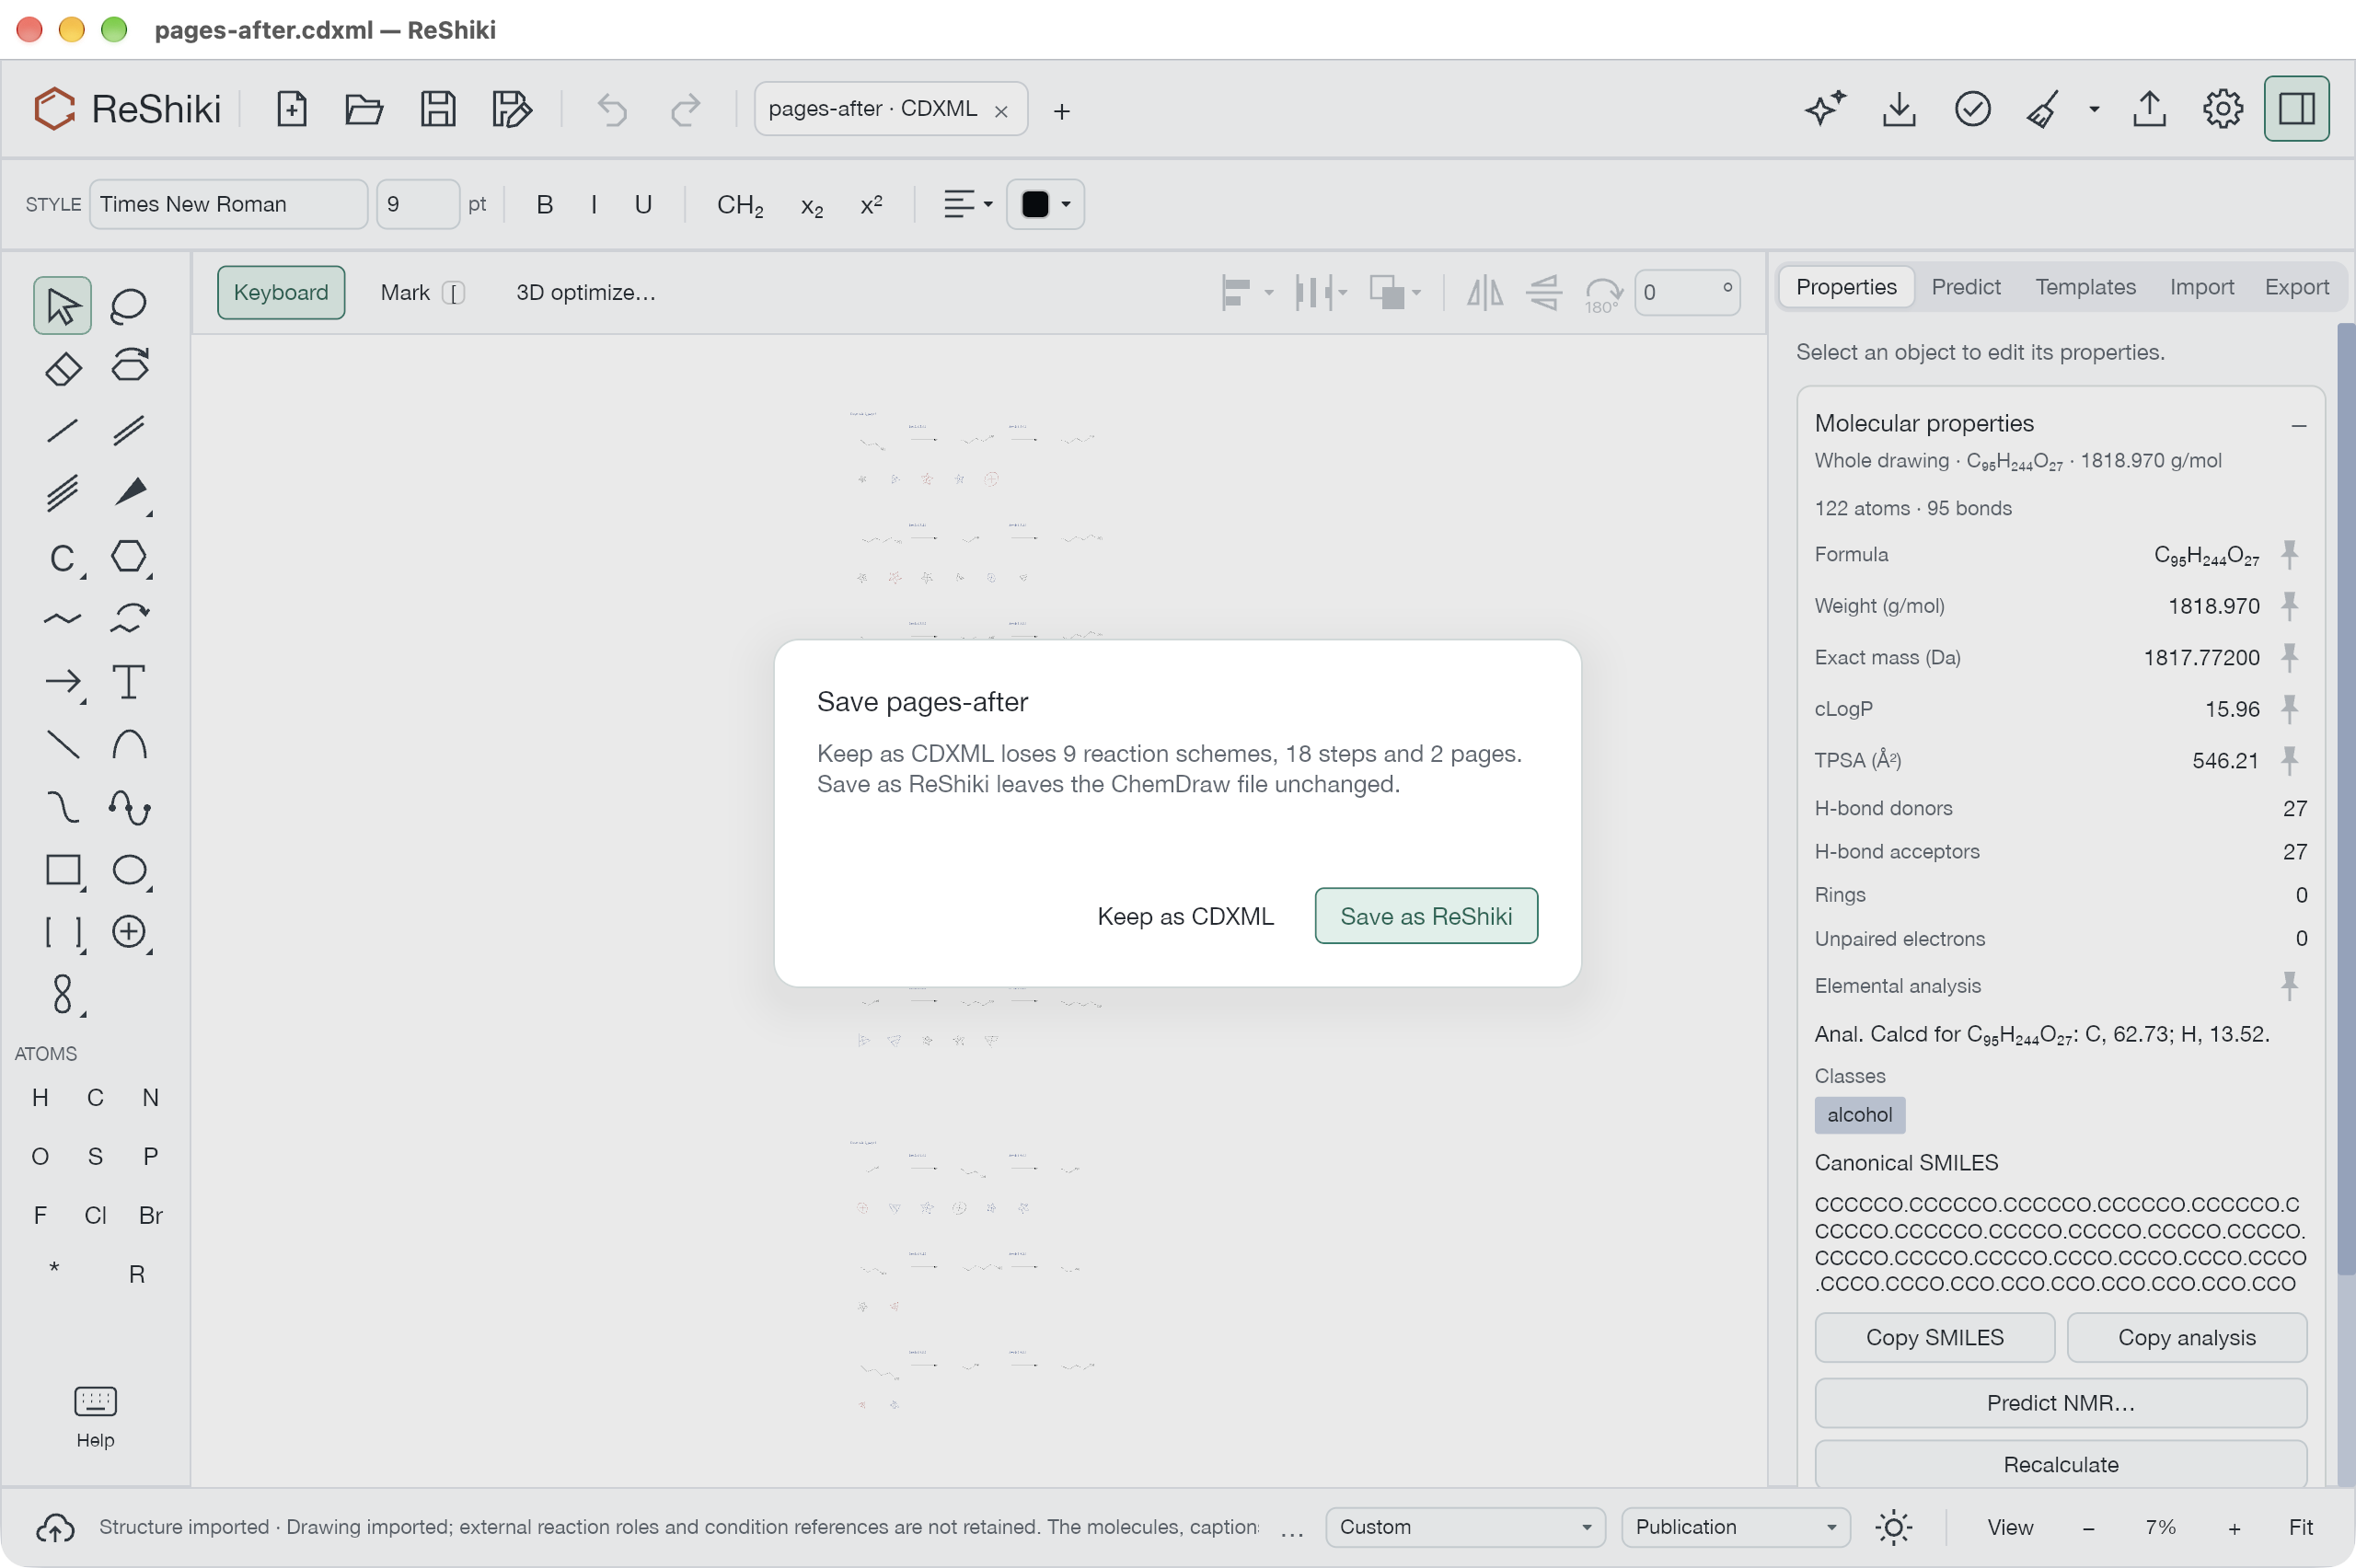 pages-after.cdxml — ReShiki
ReShiki
pages-after · CDXML ×
+
STYLE Times New Roman 9 pt B I U CH₂ x₂ x²
Keyboard Mark [ 3D optimize... 180° 0 °
Properties Predict Templates Import Export
Select an object to edit its properties.
Molecular properties –
Whole drawing · C₉₅H₂₄₄O₂₇ · 1818.970 g/mol
122 atoms · 95 bonds
Formula C₉₅H₂₄₄O₂₇
Weight (g/mol) 1818.970
Exact mass (Da) 1817.77200
cLogP 15.96
TPSA (Å²) 546.21
H-bond donors 27
H-bond acceptors 27
Rings 0
Unpaired electrons 0
Elemental analysis
Anal. Calcd for C₉₅H₂₄₄O₂₇: C, 62.73; H, 13.52.
Classes
alcohol
Canonical SMILES
CCCCCO.CCCCCO.CCCCCO.CCCCCO.CCCCCO.C
CCCCO.CCCCCO.CCCCO.CCCCO.CCCCO.CCCCO.
CCCCO.CCCCO.CCCCO.CCCO.CCCO.CCCO.CCCO
.CCCO.CCCO.CCO.CCO.CCO.CCO.CCO.CCO.CCO
Copy SMILES Copy analysis
Predict NMR...
Recalculate
Save pages-after
Keep as CDXML loses 9 reaction schemes, 18 steps and 2 pages.
Save as ReShiki leaves the ChemDraw file unchanged.
Keep as CDXML Save as ReShiki
C
T
[ ]
ATOMS
H C N
O S P
F Cl Br
* R
Help
Structure imported · Drawing imported; external reaction roles and condition references are not retained. The molecules, caption
... Custom Publication View – 7% + Fit